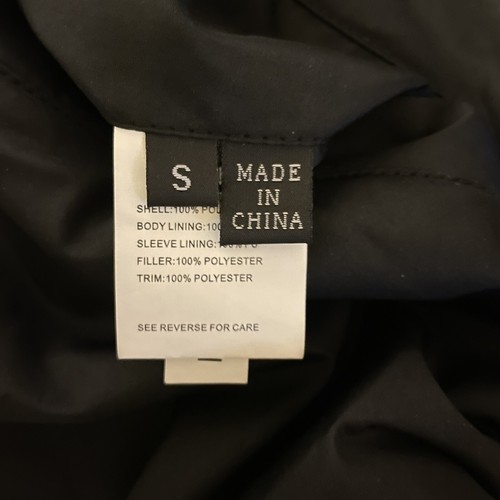 S
MADE
IN
CHINA
SHELL:100% POL
BODY LINING:100
SLEEVE LINING:
FILLER:100% POLYESTER
TRIM:100% POLYESTER
SEE REVERSE FOR CARE